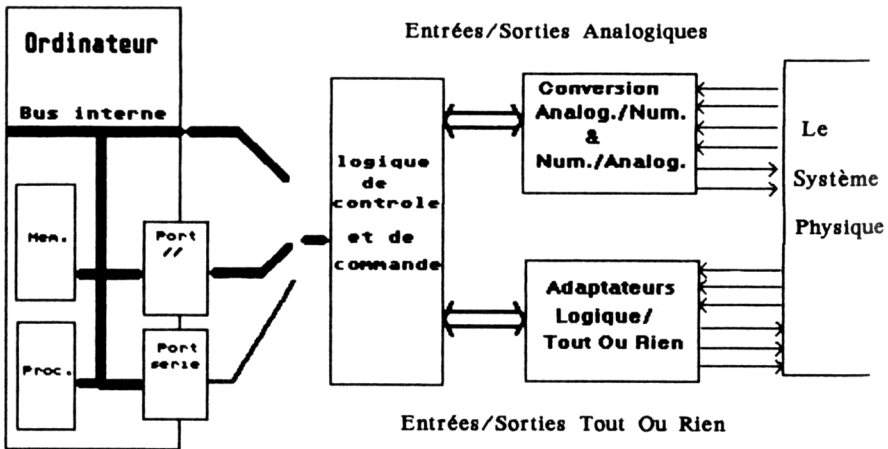 Ordinateur
Bus interne
Mem.
Port
//
Proc.
Port
serie
logique
de
controle
et de
commande
Entrées/Sorties Analogiques
Conversion
Analog./Num.
&
Num./Analog.
Adaptateurs
Logique/
Tout Ou Rien
Entrées/Sorties Tout Ou Rien
Le
Système
Physique